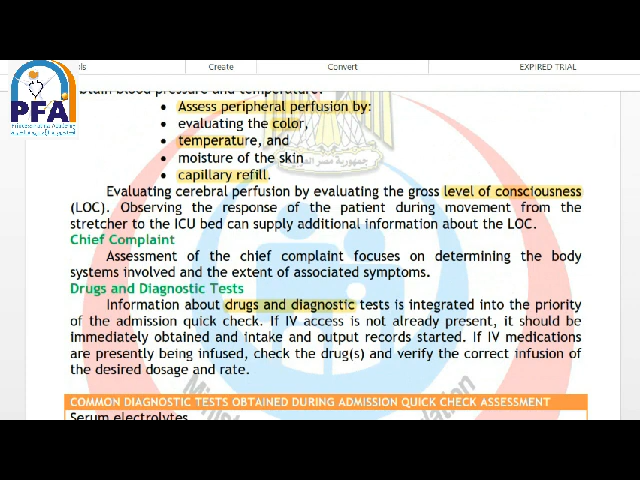 ols Create Convert EXPIRED TRIAL
PFA
Obtain blood pressure and temperature.
• Assess peripheral perfusion by:
• evaluating the color,
• temperature, and
• moisture of the skin
• capillary refill.
Evaluating cerebral perfusion by evaluating the gross level of consciousness
(LOC). Observing the response of the patient during movement from the
stretcher to the ICU bed can supply additional information about the LOC.
Chief Complaint
Assessment of the chief complaint focuses on determining the body
systems involved and the extent of associated symptoms.
Drugs and Diagnostic Tests
Information about drugs and diagnostic tests is integrated into the priority
of the admission quick check. If IV access is not already present, it should be
immediately obtained and intake and output records started. If IV medications
are presently being infused, check the drug(s) and verify the correct infusion of
the desired dosage and rate.
COMMON DIAGNOSTIC TESTS OBTAINED DURING ADMISSION QUICK CHECK ASSESSMENT
Serum electrolytes